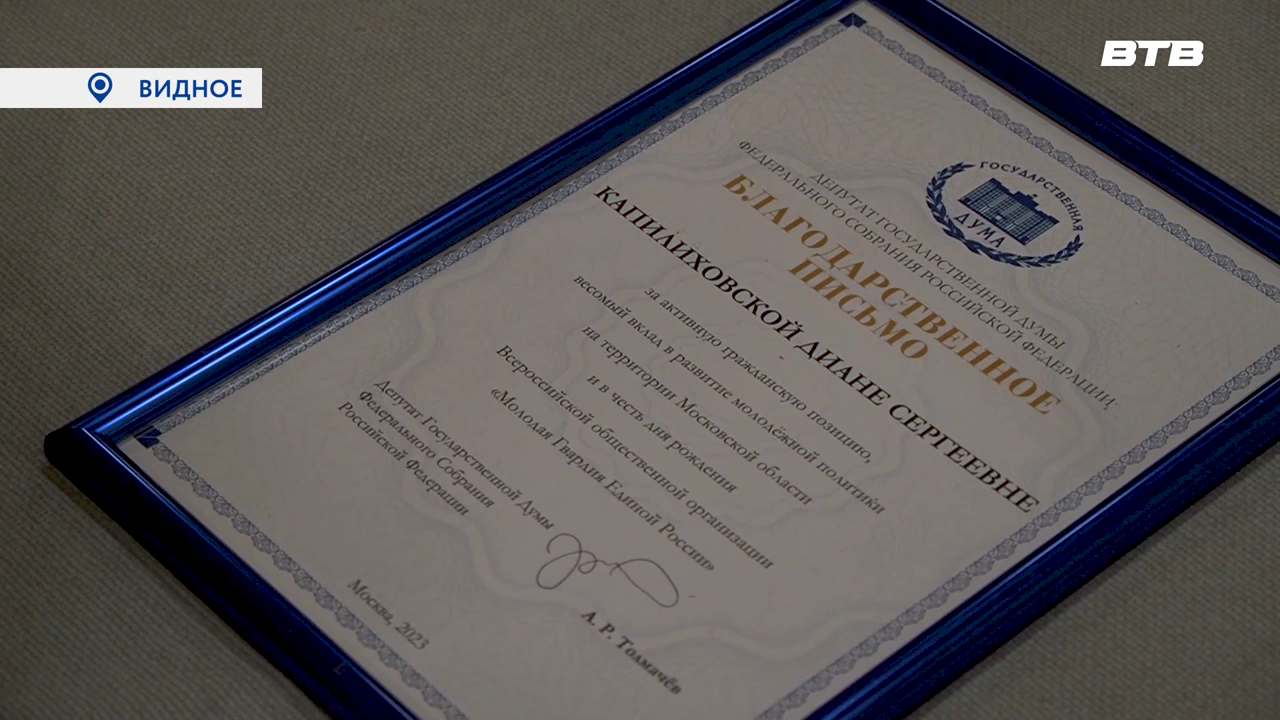 ВТВ
ВИДНОЕ
ГОСУДАРСТВЕННАЯ
ДУМА
ДЕПУТАТ ГОСУДАРСТВЕННОЙ ДУМЫ
ФЕДЕРАЛЬНОГО СОБРАНИЯ РОССИЙСКОЙ ФЕДЕРАЦИИ
БЛАГОДАРСТВЕННОЕ
ПИСЬМО
КАПИЛИХОВСКОЙ ДИАНЕ СЕРГЕЕВНЕ
за активную гражданскую позицию,
весомый вклад в развитие молодёжной политики
на территории Московской области
и в честь дня рождения
Всероссийской общественной организации
«Молодая Гвардия Единой России»
Депутат Государственной Думы
Федерального Собрания
Российской Федерации
А. Р. Толмачёв
Москва, 2023